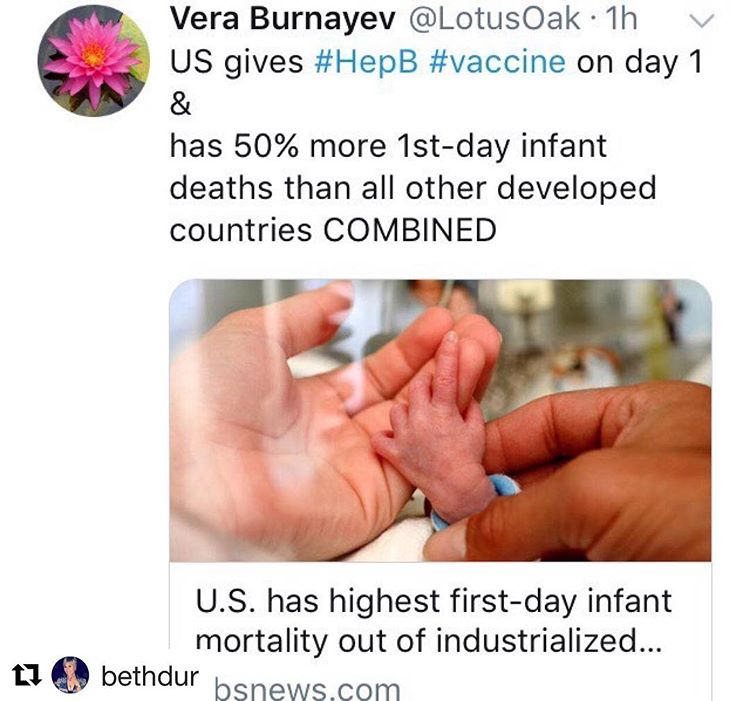 Vera Burnayev @LotusOak · 1h
US gives #HepB #vaccine on day 1
&
has 50% more 1st-day infant
deaths than all other developed
countries COMBINED
U.S. has highest first-day infant
mortality out of industrialized...
bethdur
bsnews.com